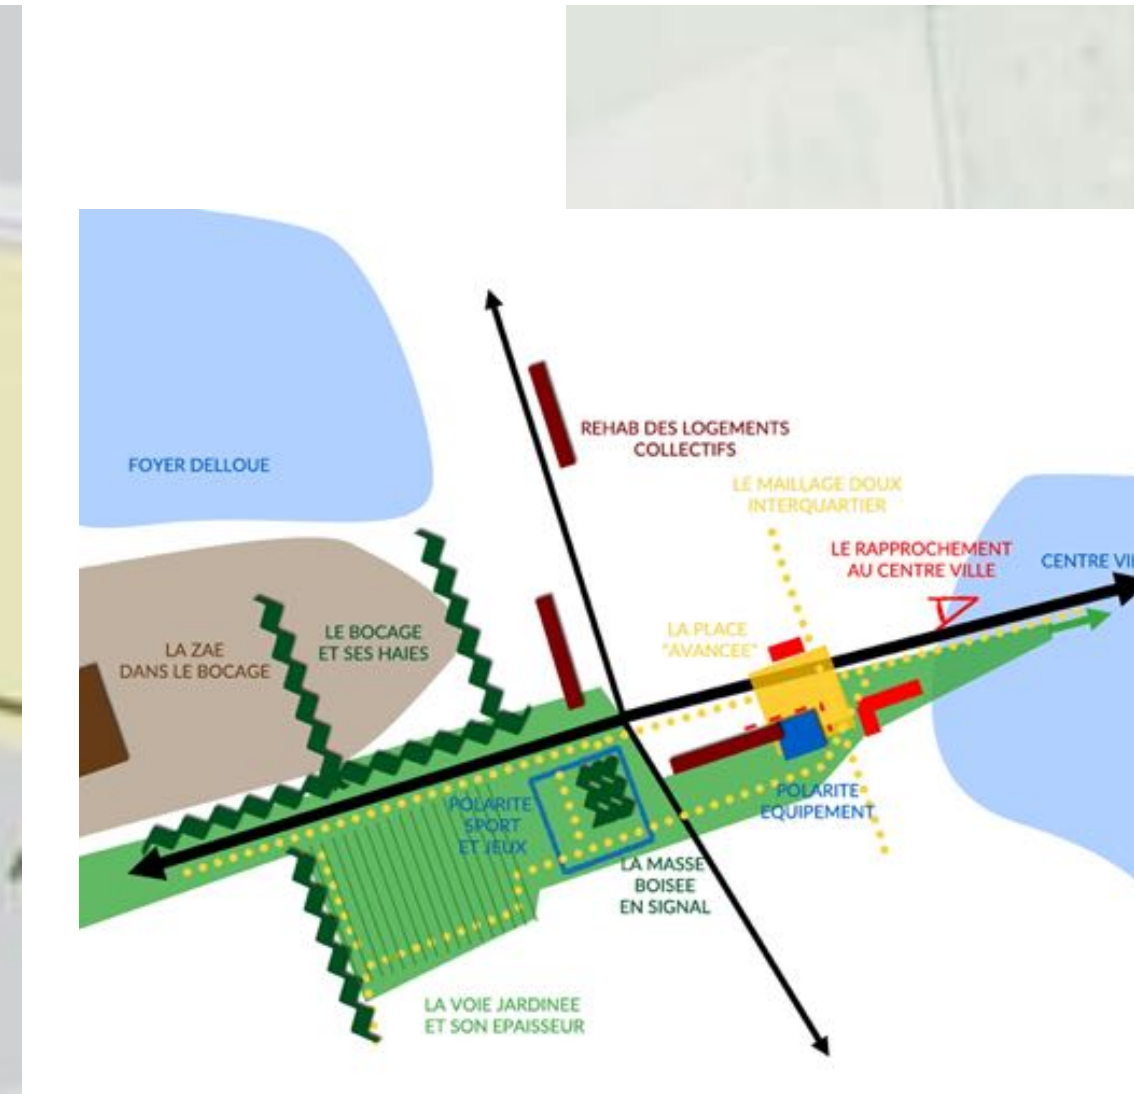 REHAB DES LOGEMENTS
COLLECTIFS
FOYER DELLOUE
LE MAILLAGE DOUX
INTERQUARTIER
LE RAPPROCHEMENT
AU CENTRE VILLE
CENTRE VI
LE BOCAGE
ET SES HAIES
LA ZAE
DANS LE BOCAGE
LA PLACE
"AVANCEE"
POLARITE
SPORT
ET JEUX
POLARITE
EQUIPEMENT
LA MASSE
BOISEE
EN SIGNAL
LA VOIE JARDINEE
ET SON EPAISSEUR